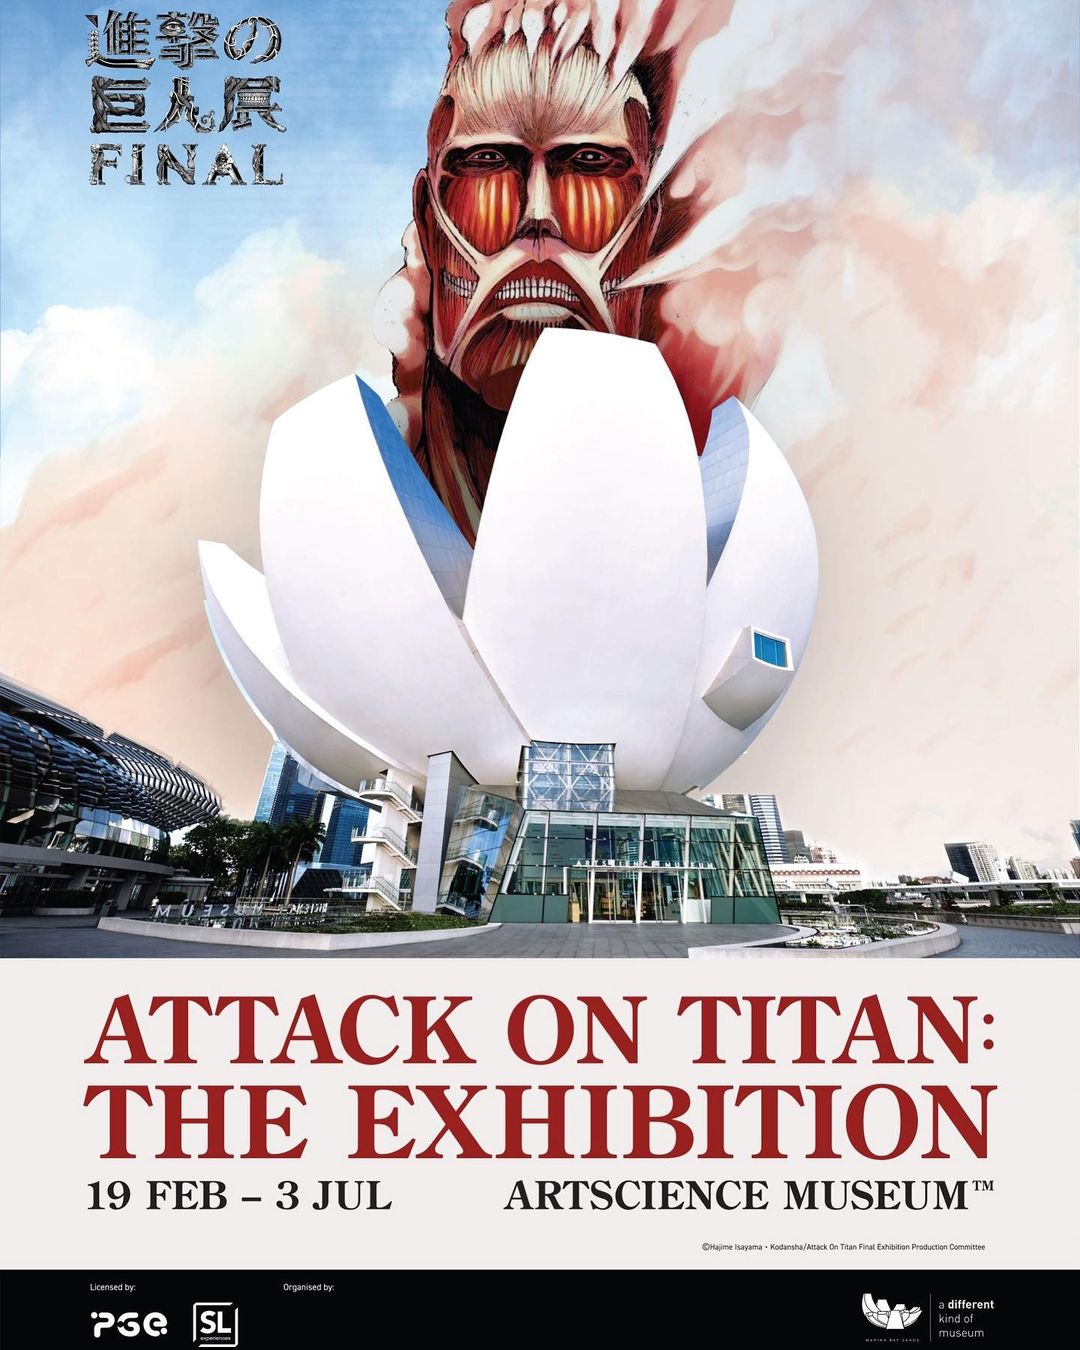 進撃の
巨人展
FINAL
ARTSCIENCE MUSEUM
ATTACK ON TITAN:
THE EXHIBITION
19 FEB – 3 JUL
ARTSCIENCE MUSEUM™
©Hajime Isayama • Kodansha/Attack On Titan Final Exhibition Production Committee
Licensed by:
Organised by:
PGE
SL
experiences
MARINA BAY SANDS
a different
kind of
museum